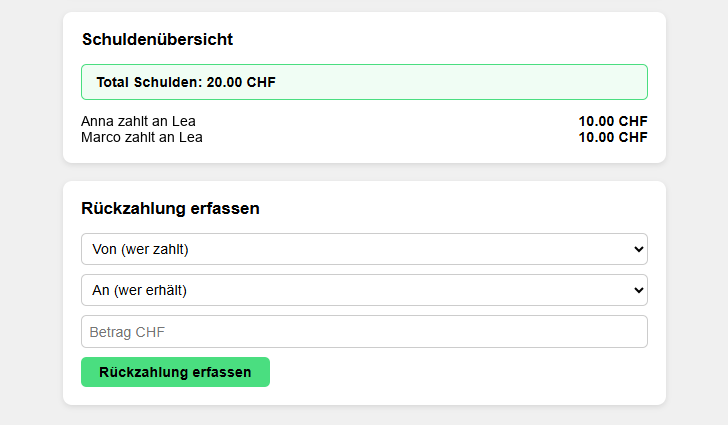 Schuldenübersicht
Total Schulden: 20.00 CHF
Anna zahlt an Lea 10.00 CHF
Marco zahlt an Lea 10.00 CHF
Rückzahlung erfassen
Von (wer zahlt)
An (wer erhält)
Betrag CHF
Rückzahlung erfassen